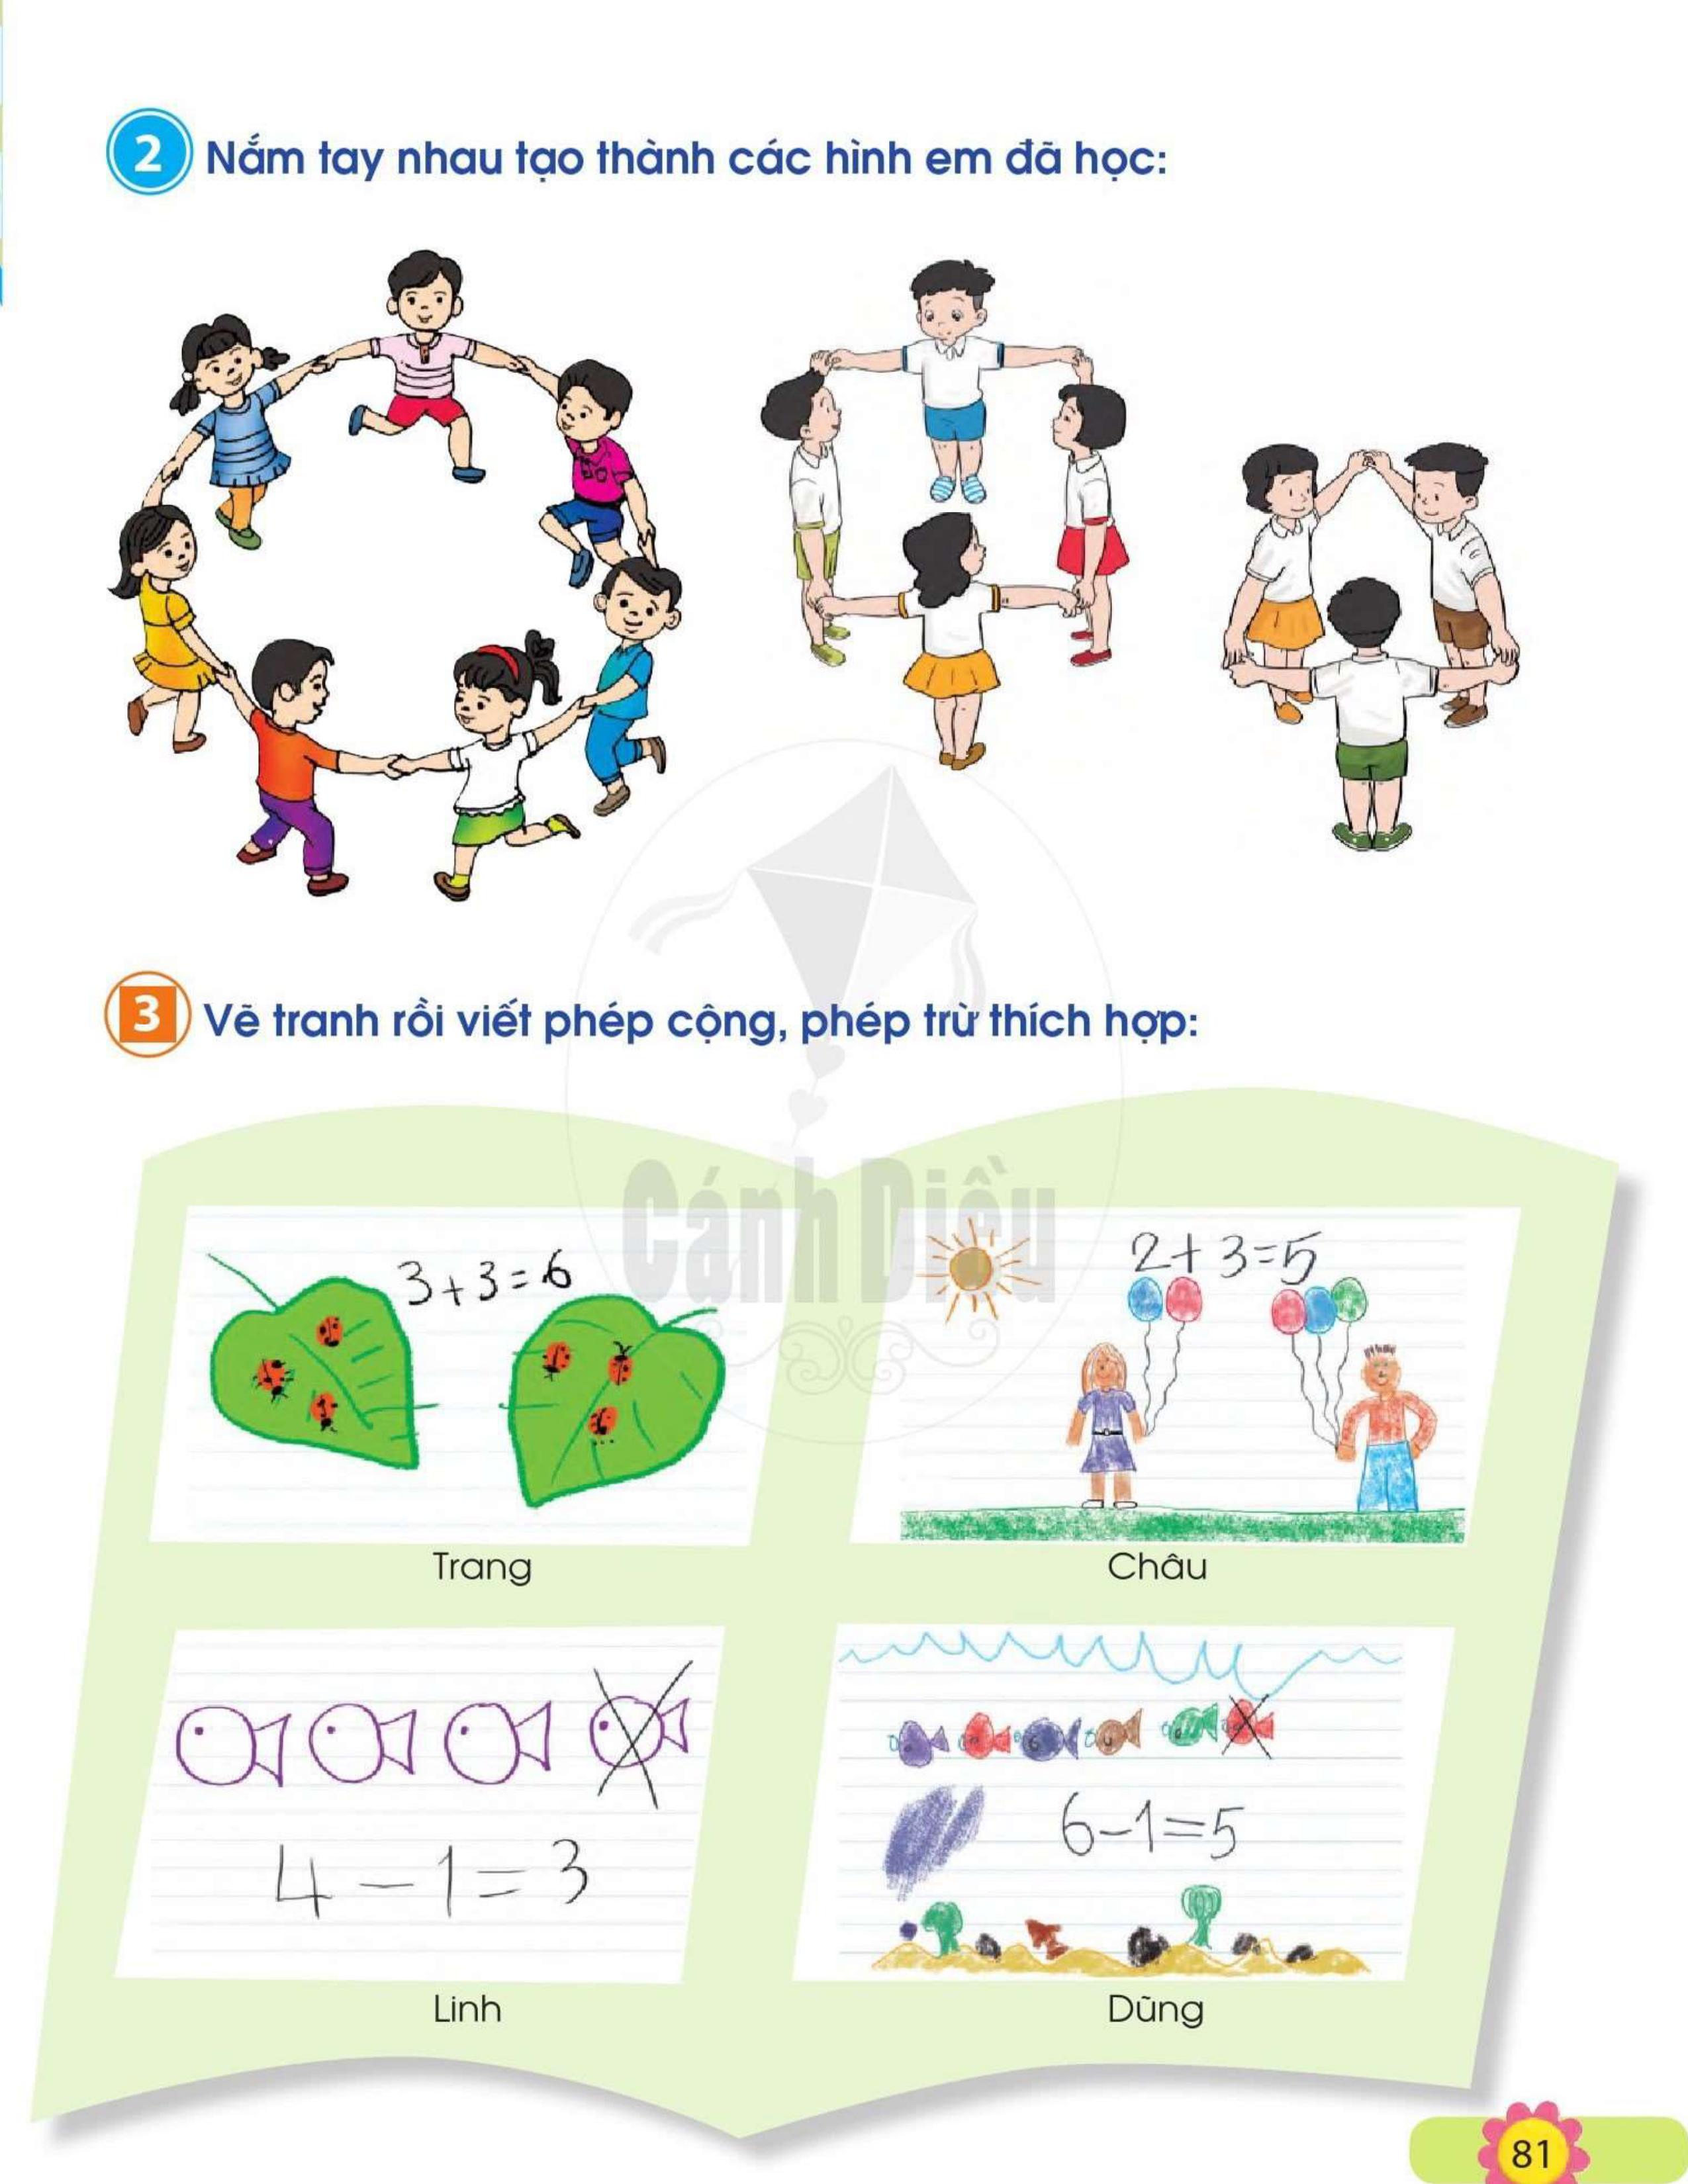 2 Nắm tay nhau tạo thành các hình em đã học:
3 Vẽ tranh rồi viết phép cộng, phép trừ thích hợp:
Cánh Diều
3+3=6
2+3=5
Trang
Châu
4-1=3
6-1=5
Linh
Dũng
81